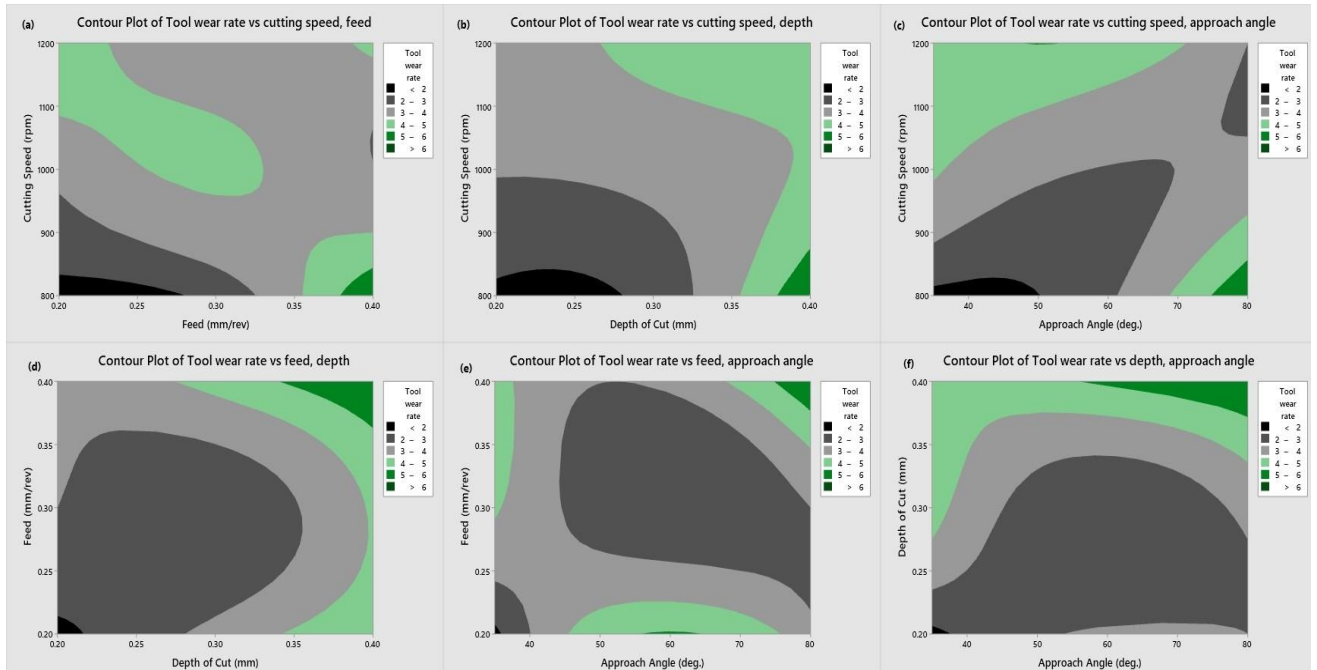 (a) Contour Plot of Tool wear rate vs cutting speed, feed
Tool
wear
rate
< 2
2 – 3
3 – 4
4 – 5
5 – 6
> 6
1200
1100
1000
900
800
Cutting Speed (rpm)
0.20 0.25 0.30 0.35 0.40
Feed (mm/rev)
(b) Contour Plot of Tool wear rate vs cutting speed, depth
Tool
wear
rate
< 2
2 – 3
3 – 4
4 – 5
5 – 6
> 6
1200
1100
1000
900
800
Cutting Speed (rpm)
0.20 0.25 0.30 0.35 0.40
Depth of Cut (mm)
(c) Contour Plot of Tool wear rate vs cutting speed, approach angle
Tool
wear
rate
< 2
2 – 3
3 – 4
4 – 5
5 – 6
> 6
1200
1100
1000
900
800
Cutting Speed (rpm)
40 50 60 70 80
Approach Angle (deg.)
(d) Contour Plot of Tool wear rate vs feed, depth
Tool
wear
rate
< 2
2 – 3
3 – 4
4 – 5
5 – 6
> 6
0.40
0.35
0.30
0.25
0.20
Feed (mm/rev)
0.20 0.25 0.30 0.35 0.40
Depth of Cut (mm)
(e) Contour Plot of Tool wear rate vs feed, approach angle
Tool
wear
rate
< 2
2 – 3
3 – 4
4 – 5
5 – 6
> 6
0.40
0.35
0.30
0.25
0.20
Feed (mm/rev)
40 50 60 70 80
Approach Angle (deg.)
(f) Contour Plot of Tool wear rate vs depth, approach angle
Tool
wear
rate
< 2
2 – 3
3 – 4
4 – 5
5 – 6
> 6
0.40
0.35
0.30
0.25
0.20
Depth of Cut (mm)
40 50 60 70 80
Approach Angle (deg.)